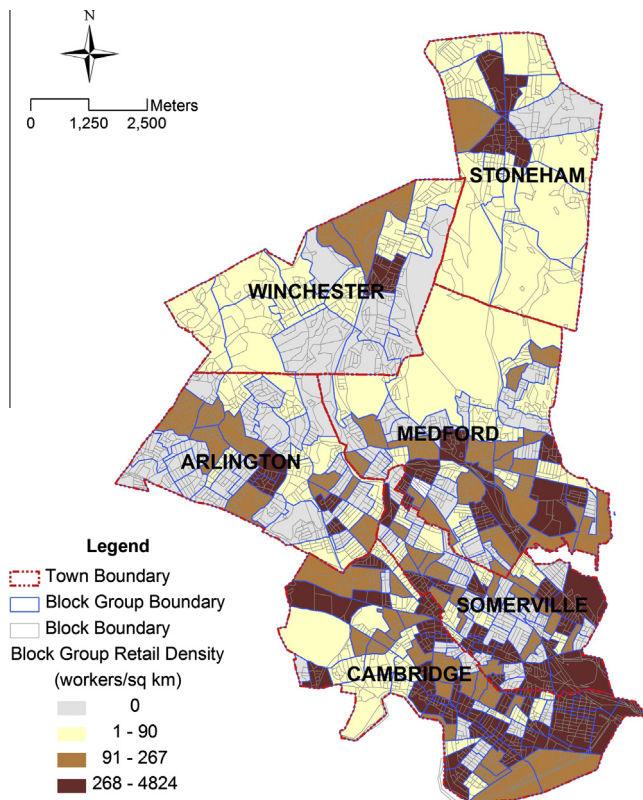 N
Meters
0 1,250 2,500
STONEHAM
WINCHESTER
MEDFORD
ARLINGTON
SOMERVILLE
CAMBRIDGE
Legend
Town Boundary
Block Group Boundary
Block Boundary
Block Group Retail Density
(workers/sq km)
0
1 - 90
91 - 267
268 - 4824